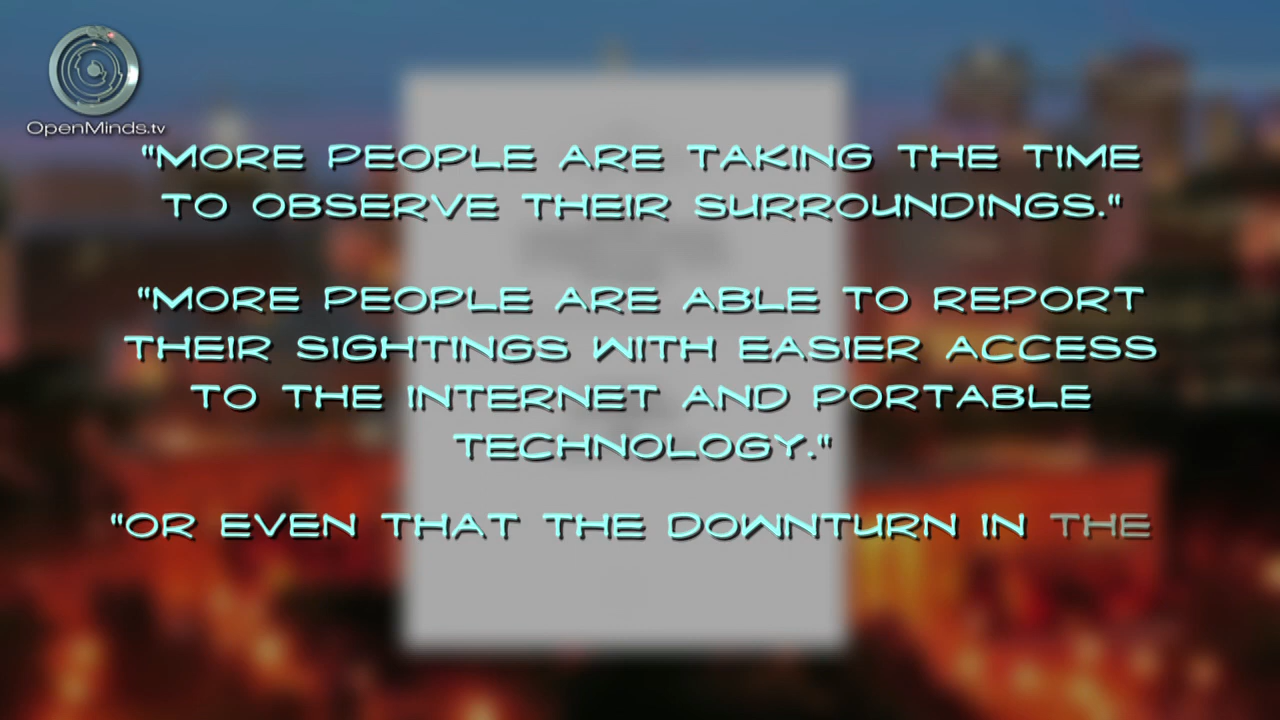 OpenMinds.tv
"MORE PEOPLE ARE TAKING THE TIME
TO OBSERVE THEIR SURROUNDINGS."
"MORE PEOPLE ARE ABLE TO REPORT
THEIR SIGHTINGS WITH EASIER ACCESS
TO THE INTERNET AND PORTABLE
TECHNOLOGY."
"OR EVEN THAT THE DOWNTURN IN THE